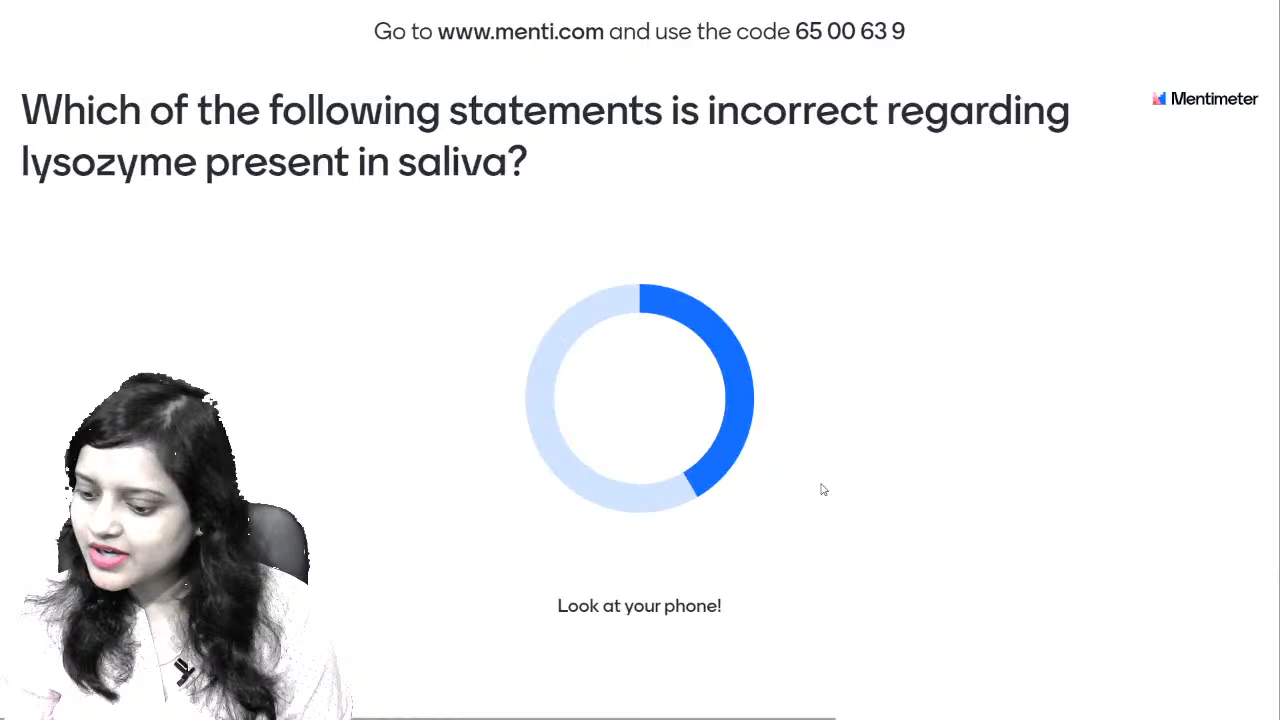 Go to www.menti.com and use the code 65 00 63 9
Which of the following statements is incorrect regarding
lysozyme present in saliva?
Mentimeter
Look at your phone!